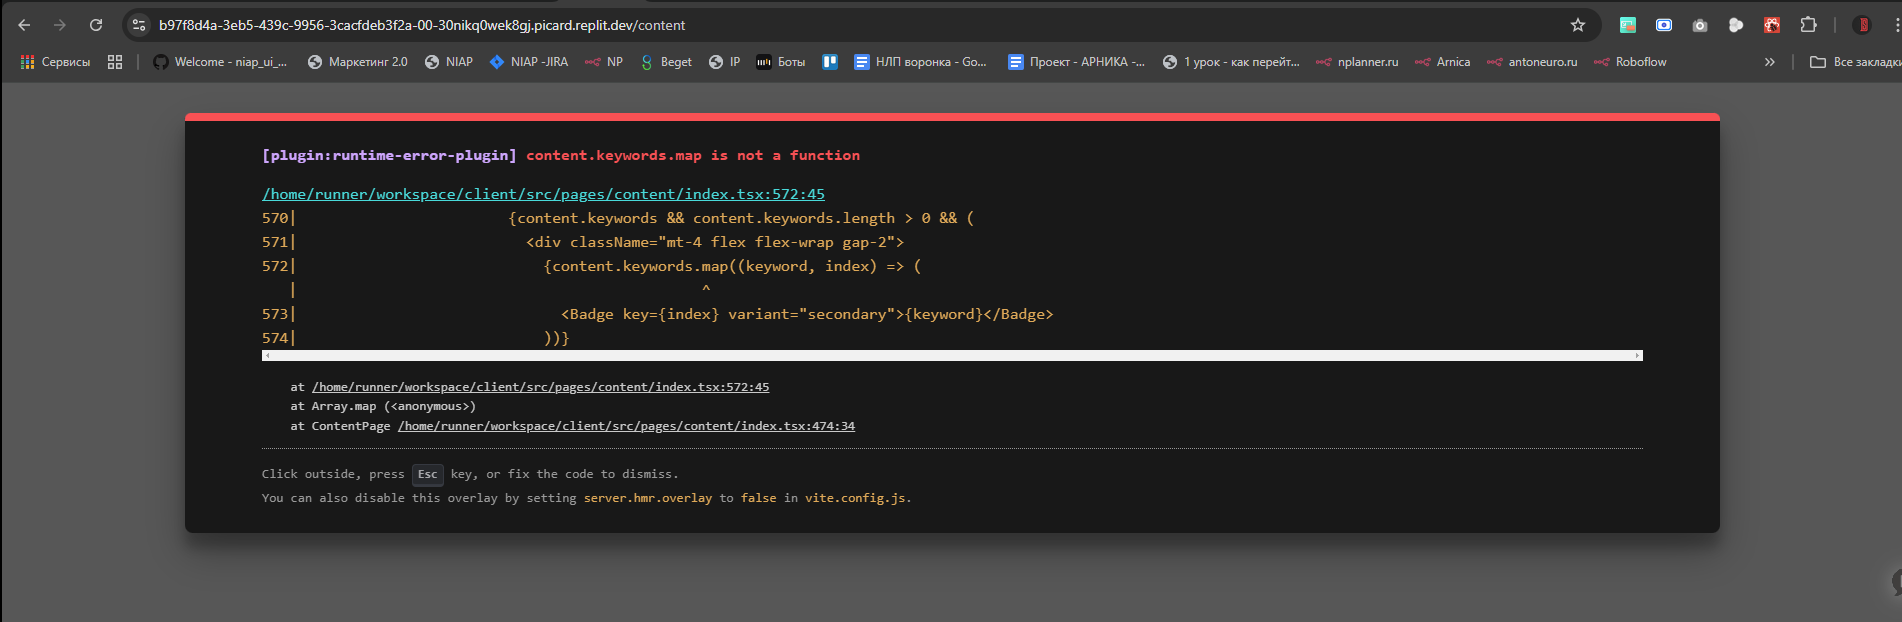 b97f8d4a-3eb5-439c-9956-3cacfdeb3f2a-00-30nikq0wek8gj.picard.replit.dev/content
Сервисы Welcome - niap_ui_... Маркетинг 2.0 NIAP NIAP -JIRA NP Beget IP Боты НЛП воронка - Go... Проект - АРНИКА -... 1 урок - как перейт... nplanner.ru Arnica antoneuro.ru Roboflow » Все закладки
[plugin:runtime-error-plugin] content.keywords.map is not a function
/home/runner/workspace/client/src/pages/content/index.tsx:572:45
570| {content.keywords && content.keywords.length > 0 && (
571| <div className="mt-4 flex flex-wrap gap-2">
572| {content.keywords.map((keyword, index) => (
| ^
573| <Badge key={index} variant="secondary">{keyword}</Badge>
574| ))}
at /home/runner/workspace/client/src/pages/content/index.tsx:572:45
at Array.map (<anonymous>)
at ContentPage /home/runner/workspace/client/src/pages/content/index.tsx:474:34
Click outside, press Esc key, or fix the code to dismiss.
You can also disable this overlay by setting server.hmr.overlay to false in vite.config.js.